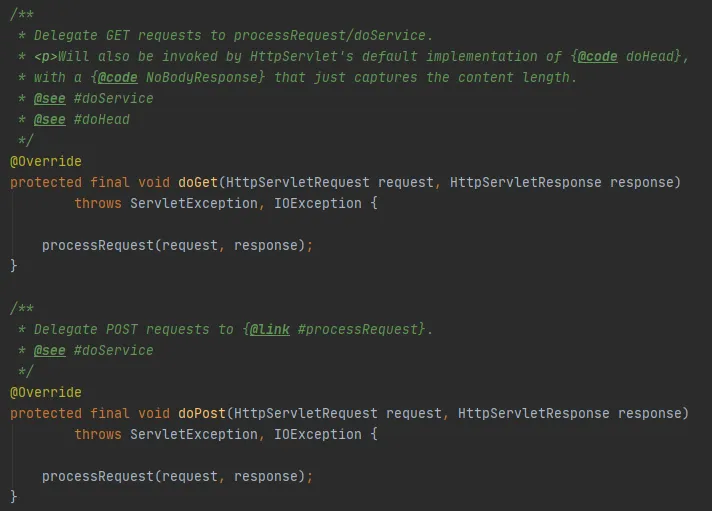 /**
 * Delegate GET requests to processRequest/doService.
 * <p>Will also be invoked by HttpServlet's default implementation of {@code doHead},
 * with a {@code NoBodyResponse} that just captures the content length.
 * @see #doService
 * @see #doHead
 */
@Override
protected final void doGet(HttpServletRequest request, HttpServletResponse response)
        throws ServletException, IOException {

    processRequest(request, response);
}

/**
 * Delegate POST requests to {@link #processRequest}.
 * @see #doService
 */
@Override
protected final void doPost(HttpServletRequest request, HttpServletResponse response)
        throws ServletException, IOException {

    processRequest(request, response);
}